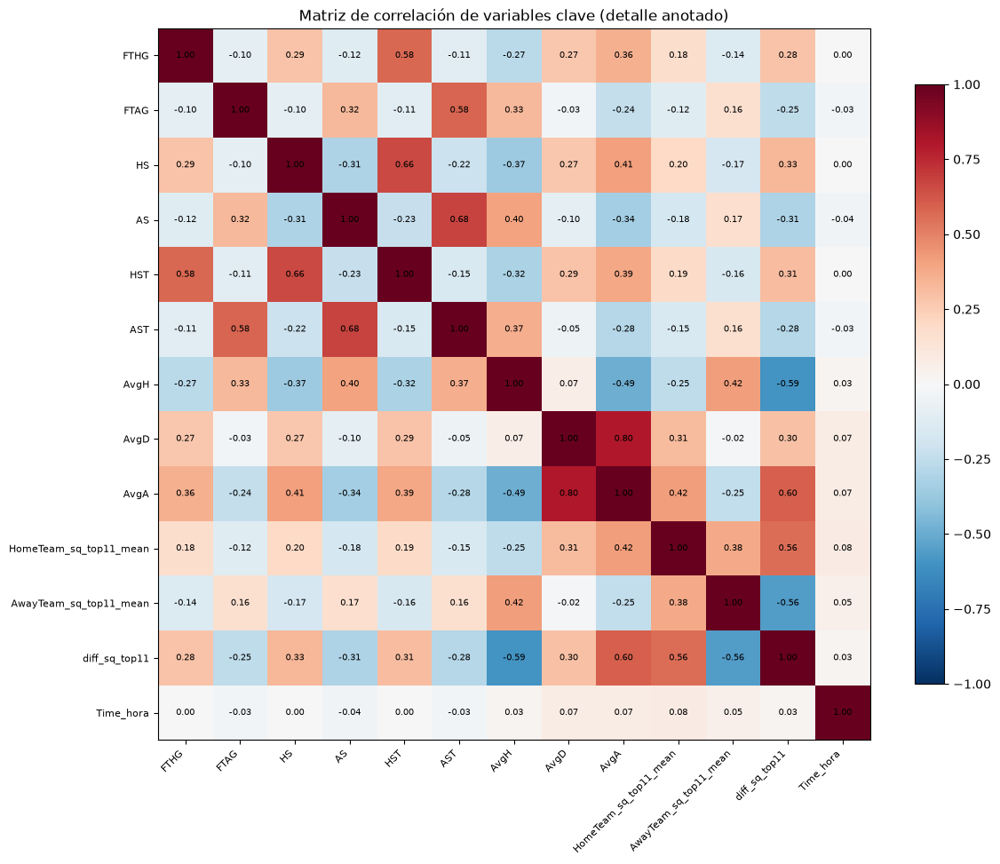 Matriz de correlación de variables clave (detalle anotado)
FTHG 1.00 -0.10 0.29 -0.12 0.58 -0.11 -0.27 0.27 0.36 0.18 -0.14 0.28 0.00
FTAG -0.10 1.00 -0.10 0.32 -0.11 0.58 0.33 -0.03 -0.24 -0.12 0.16 -0.25 -0.03
HS 0.29 -0.10 1.00 -0.31 0.66 -0.22 -0.37 0.27 0.41 0.20 -0.17 0.33 0.00
AS -0.12 0.32 -0.31 1.00 -0.23 0.68 0.40 -0.10 -0.34 -0.18 0.17 -0.31 -0.04
HST 0.58 -0.11 0.66 -0.23 1.00 -0.15 -0.32 0.29 0.39 0.19 -0.16 0.31 0.00
AST -0.11 0.58 -0.22 0.68 -0.15 1.00 0.37 -0.05 -0.28 -0.15 0.16 -0.28 -0.03
AvgH -0.27 0.33 -0.37 0.40 -0.32 0.37 1.00 0.07 -0.49 -0.25 0.42 -0.59 0.03
AvgD 0.27 -0.03 0.27 -0.10 0.29 -0.05 0.07 1.00 0.80 0.31 -0.02 0.30 0.07
AvgA 0.36 -0.24 0.41 -0.34 0.39 -0.28 -0.49 0.80 1.00 0.42 -0.25 0.60 0.07
HomeTeam_sq_top11_mean 0.18 -0.12 0.20 -0.18 0.19 -0.15 -0.25 0.31 0.42 1.00 0.38 0.56 0.08
AwayTeam_sq_top11_mean -0.14 0.16 -0.17 0.17 -0.16 0.16 0.42 -0.02 -0.25 0.38 1.00 -0.56 0.05
diff_sq_top11 0.28 -0.25 0.33 -0.31 0.31 -0.28 -0.59 0.30 0.60 0.56 -0.56 1.00 0.03
Time_hora 0.00 -0.03 0.00 -0.04 0.00 -0.03 0.03 0.07 0.07 0.08 0.05 0.03 1.00
FTHG FTAG HS AS HST AST AvgH AvgD AvgA HomeTeam_sq_top11_mean AwayTeam_sq_top11_mean diff_sq_top11 Time_hora
1.00
0.75
0.50
0.25
0.00
−0.25
−0.50
−0.75
−1.00